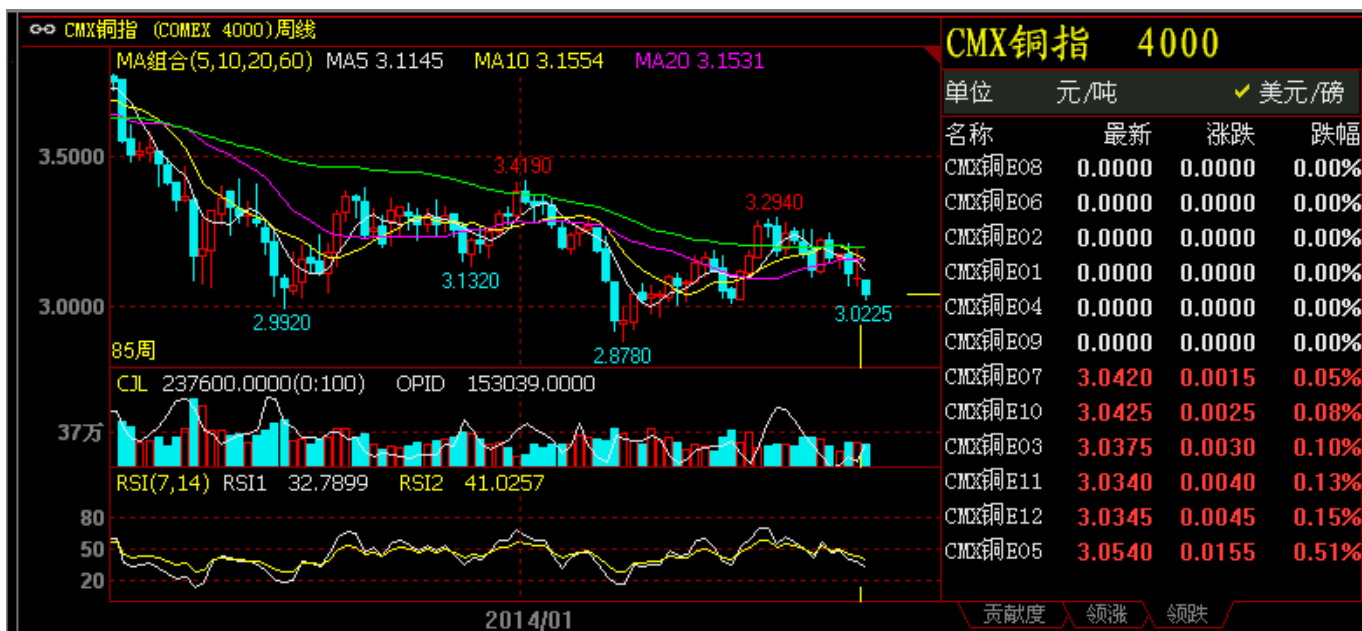 CMX铜指 (COMEX 4000)周线
MA组合(5,10,20,60) MA5 3.1145 MA10 3.1554 MA20 3.1531
3.5000
3.4190
3.2940
3.1320
3.0000
2.9920
3.0225
2.8780
85周
CJL 237600.0000(0:100) OPID 153039.0000
37万
RSI(7,14) RSI1 32.7899 RSI2 41.0257
80
50
20
2014/01
CMX铜指 4000
单位 元/吨 美元/磅
名称 最新 涨跌 跌幅
CMX铜E08 0.0000 0.0000 0.00%
CMX铜E06 0.0000 0.0000 0.00%
CMX铜E02 0.0000 0.0000 0.00%
CMX铜E01 0.0000 0.0000 0.00%
CMX铜E04 0.0000 0.0000 0.00%
CMX铜E09 0.0000 0.0000 0.00%
CMX铜E07 3.0420 0.0015 0.05%
CMX铜E10 3.0425 0.0025 0.08%
CMX铜E03 3.0375 0.0030 0.10%
CMX铜E11 3.0340 0.0040 0.13%
CMX铜E12 3.0345 0.0045 0.15%
CMX铜E05 3.0540 0.0155 0.51%
贡献度 领涨 领跌